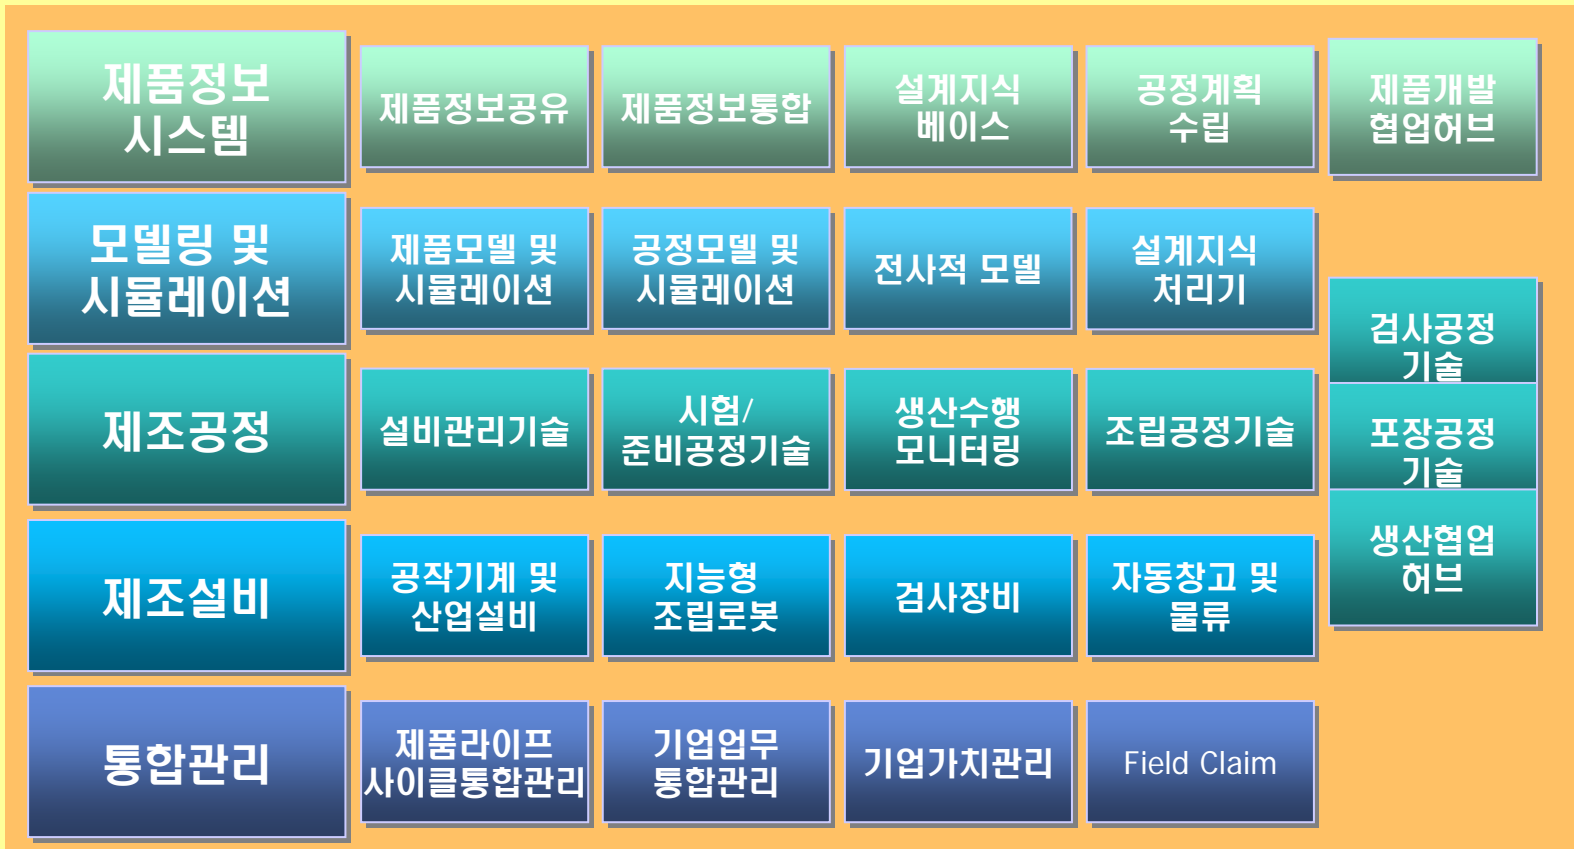 제품정보
시스템
제품정보공유
제품정보통합
설계지식
베이스
공정계획
수립
제품개발
협업허브
모델링 및
시뮬레이션
제품모델 및
시뮬레이션
공정모델 및
시뮬레이션
전사적 모델
설계지식
처리기
제조공정
설비관리기술
시험/
준비공정기술
생산수행
모니터링
조립공정기술
검사공정
기술
포장공정
기술
생산협업
허브
제조설비
공작기계 및
산업설비
지능형
조립로봇
검사장비
자동창고 및
물류
통합관리
제품라이프
사이클통합관리
기업업무
통합관리
기업가치관리
Field Claim